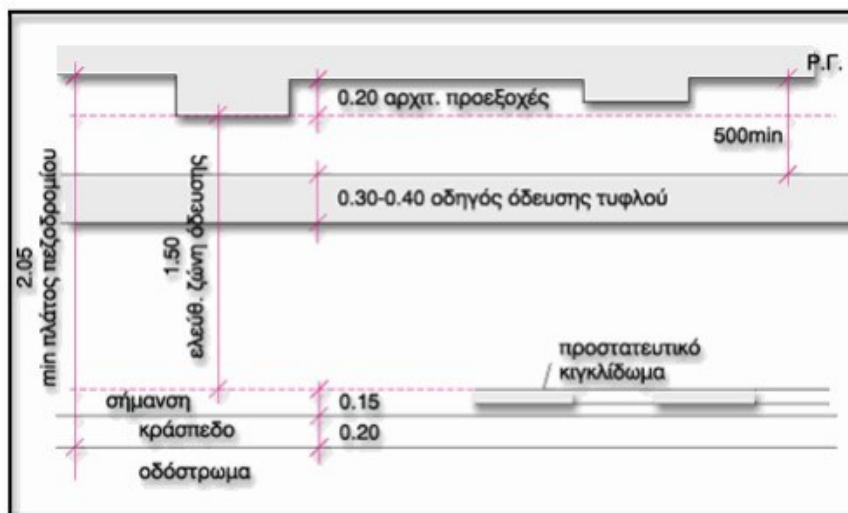 Ρ.Γ.
0.20 αρχιτ. προεξοχές
500min
0.30-0.40 οδηγός όδευσης τυφλού
2.05
min πλάτος πεζοδρομίου
1.50
ελεύθ. ζώνη όδευσης
προστατευτικό
κιγκλίδωμα
σήμανση
0.15
κράσπεδο
0.20
οδόστρωμα